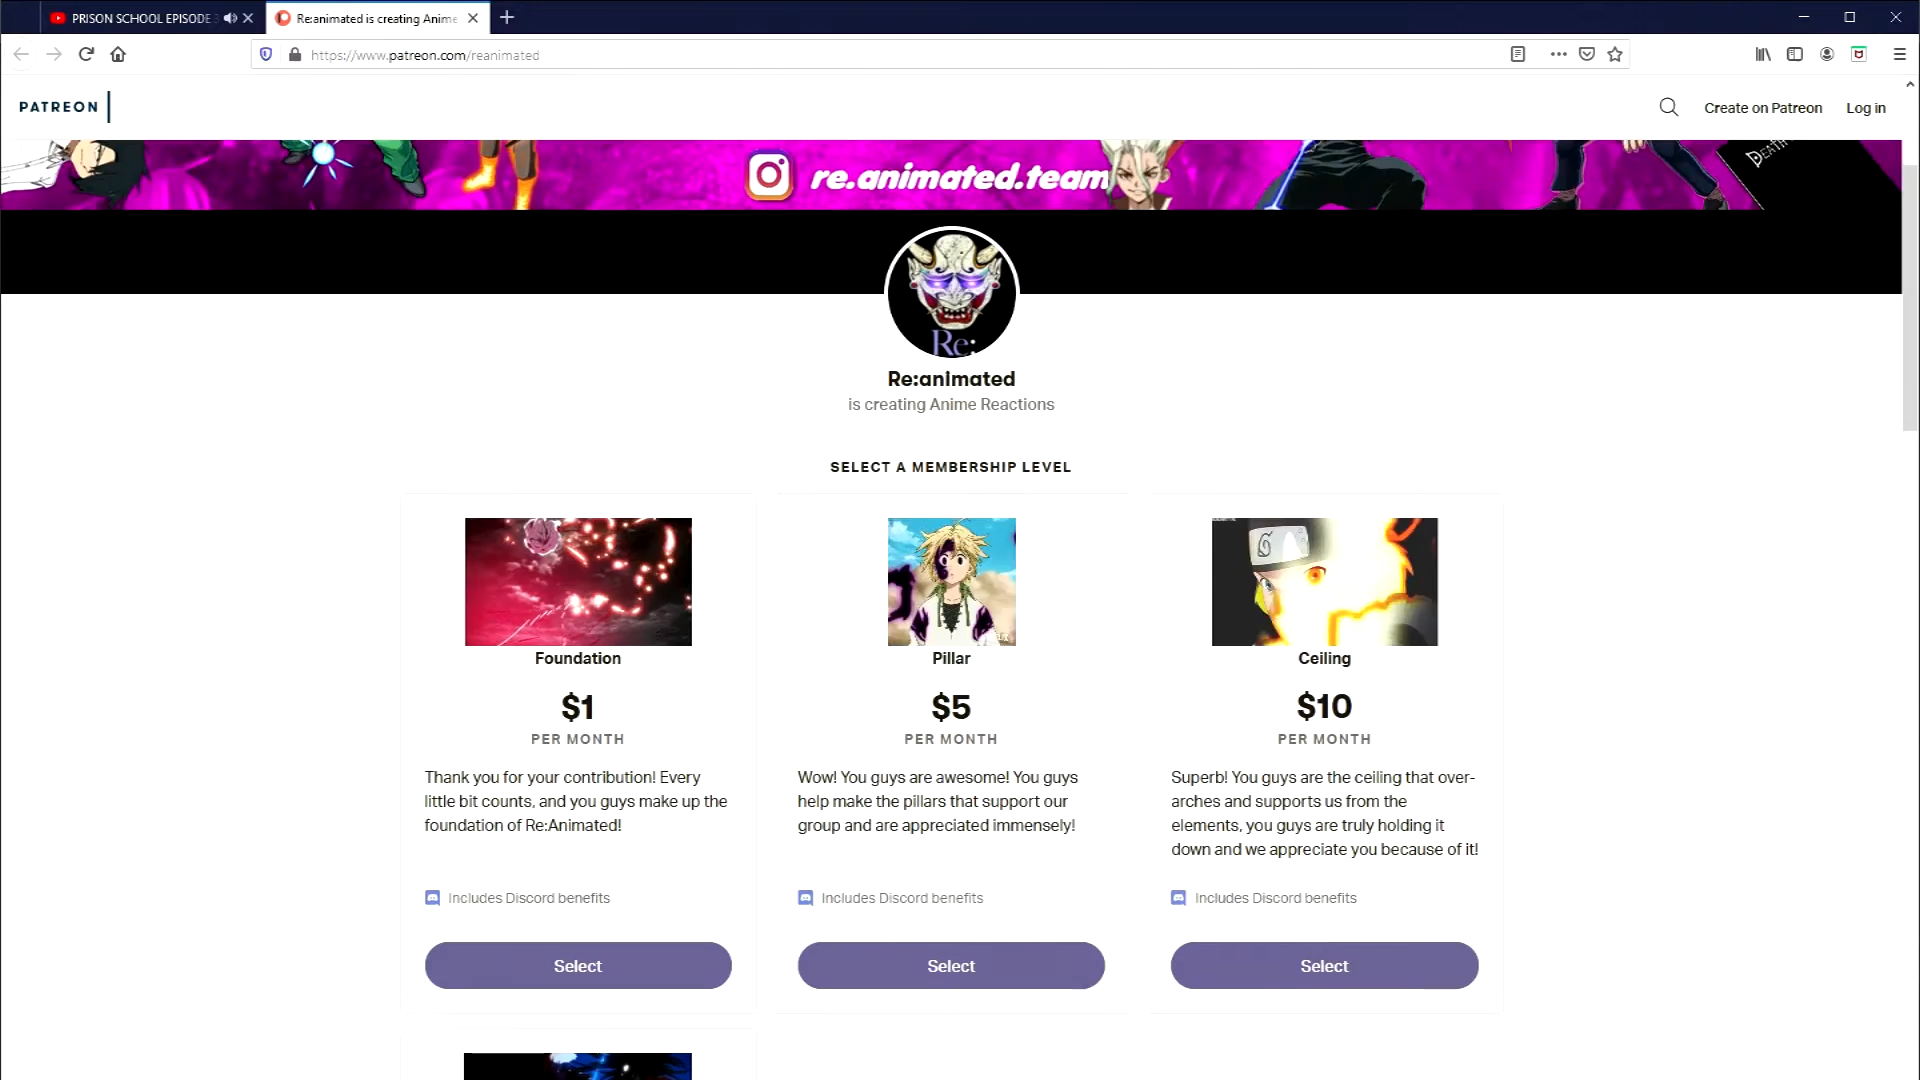 PRISON SCHOOL EPISODE
Re:animated is creating Anime
https://www.patreon.com/reanimated
PATREON
Create on Patreon
Log in
re.animated.team
DEATH
Re:
Re:animated
is creating Anime Reactions
SELECT A MEMBERSHIP LEVEL
Foundation
$1
PER MONTH
Thank you for your contribution! Every
little bit counts, and you guys make up the
foundation of Re:Animated!
Includes Discord benefits
Select
Pillar
$5
PER MONTH
Wow! You guys are awesome! You guys
help make the pillars that support our
group and are appreciated immensely!
Includes Discord benefits
Select
Ceiling
$10
PER MONTH
Superb! You guys are the ceiling that over-
arches and supports us from the
elements, you guys are truly holding it
down and we appreciate you because of it!
Includes Discord benefits
Select